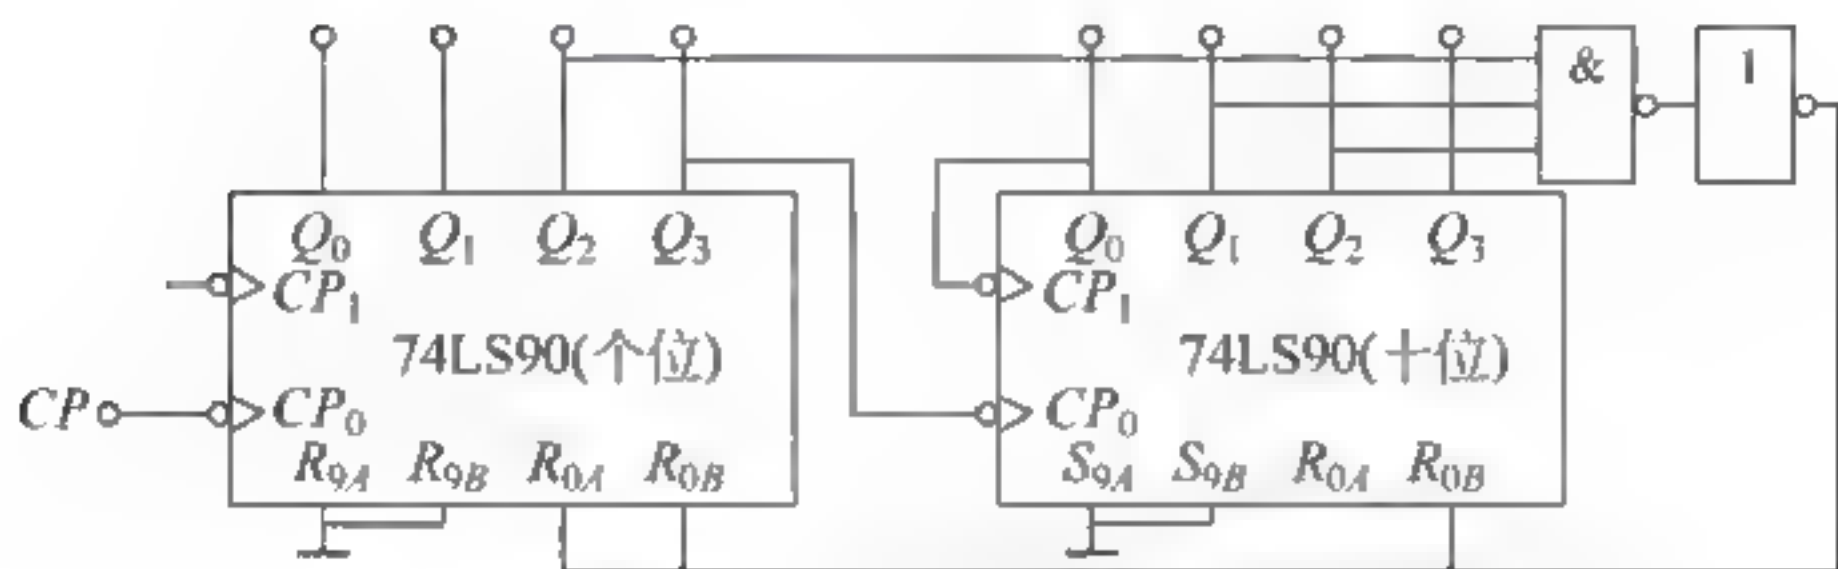 & 1
Q0 Q1 Q2 Q3 Q0 Q1 Q2 Q3
CP1 CP1
74LS90(个位) 74LS90(十位)
CP CP0 CP0
R9A R9B R0A R0B S9A S9B R0A R0B